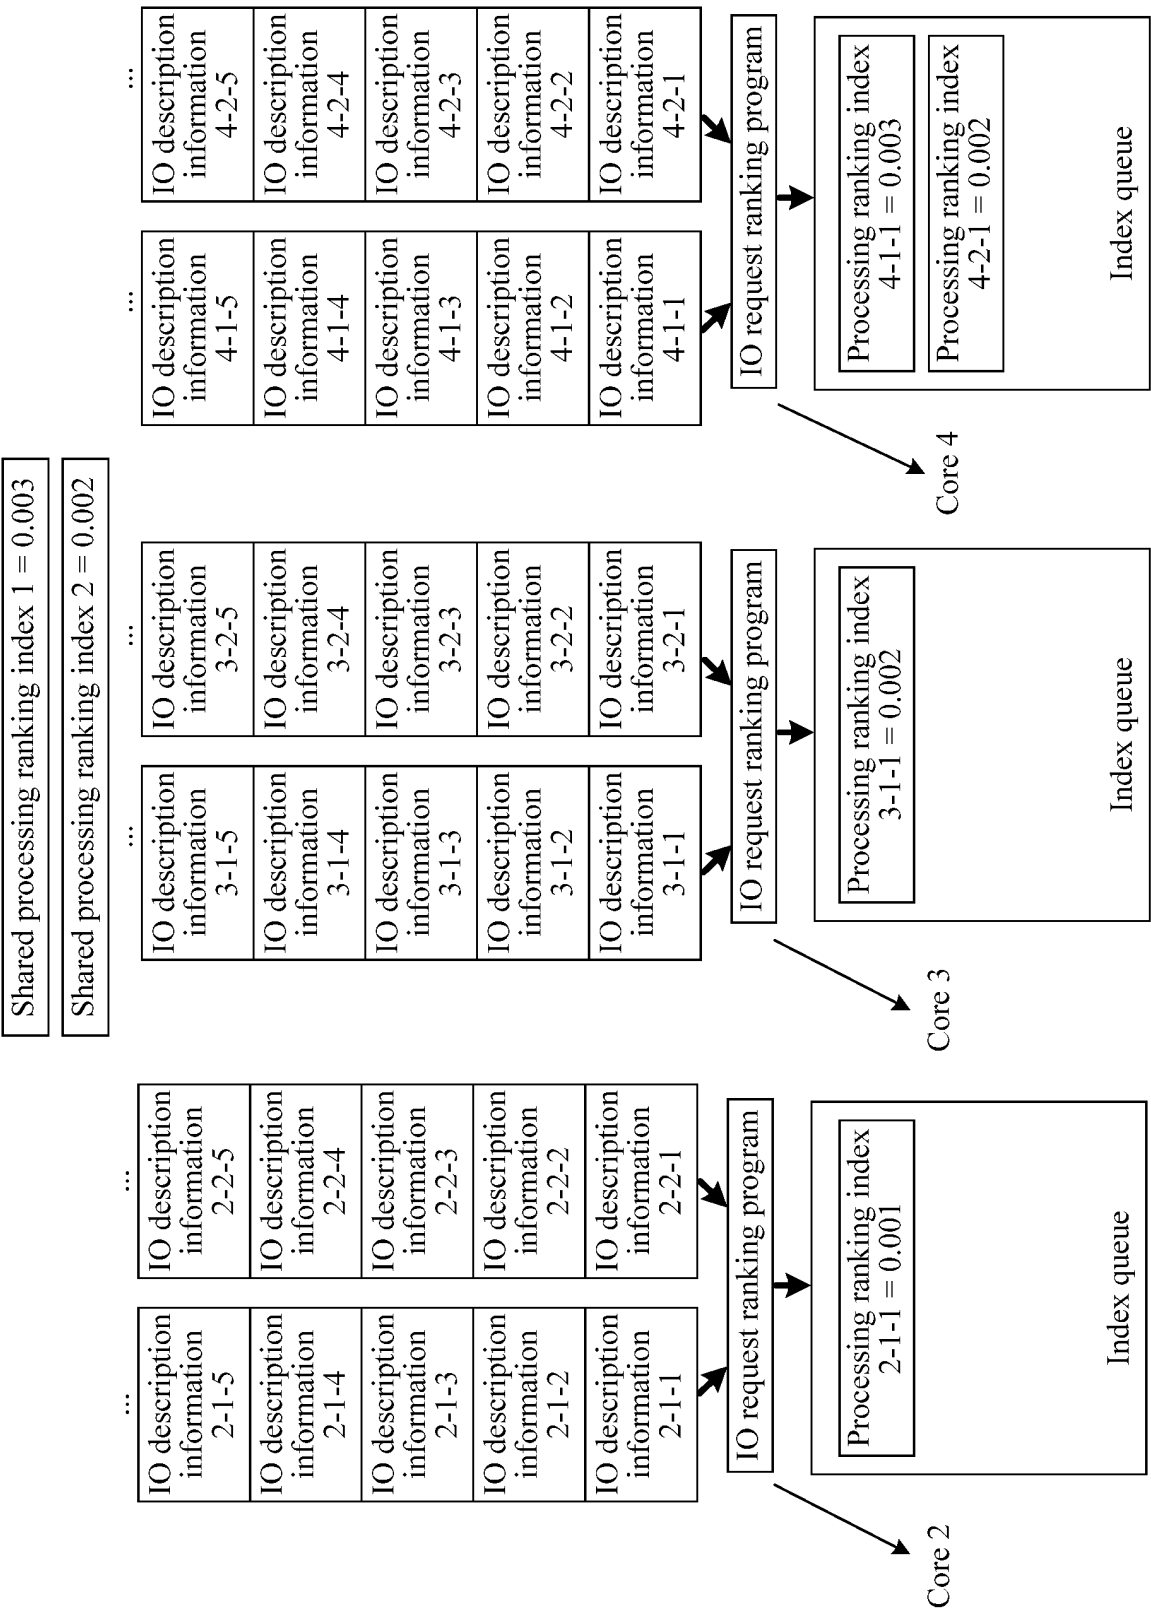 Shared processing ranking index 1 = 0.003
Shared processing ranking index 2 = 0.002
...
IO description
information
2-1-5
IO description
information
2-1-4
IO description
information
2-1-3
IO description
information
2-1-2
IO description
information
2-1-1
...
IO description
information
2-2-5
IO description
information
2-2-4
IO description
information
2-2-3
IO description
information
2-2-2
IO description
information
2-2-1
IO request ranking program
Core 2
Processing ranking index
2-1-1 = 0.001
Index queue
...
IO description
information
3-1-5
IO description
information
3-1-4
IO description
information
3-1-3
IO description
information
3-1-2
IO description
information
3-1-1
...
IO description
information
3-2-5
IO description
information
3-2-4
IO description
information
3-2-3
IO description
information
3-2-2
IO description
information
3-2-1
IO request ranking program
Core 3
Processing ranking index
3-1-1 = 0.002
Index queue
...
IO description
information
4-1-5
IO description
information
4-1-4
IO description
information
4-1-3
IO description
information
4-1-2
IO description
information
4-1-1
...
IO description
information
4-2-5
IO description
information
4-2-4
IO description
information
4-2-3
IO description
information
4-2-2
IO description
information
4-2-1
IO request ranking program
Core 4
Processing ranking index
4-1-1 = 0.003
Processing ranking index
4-2-1 = 0.002
Index queue